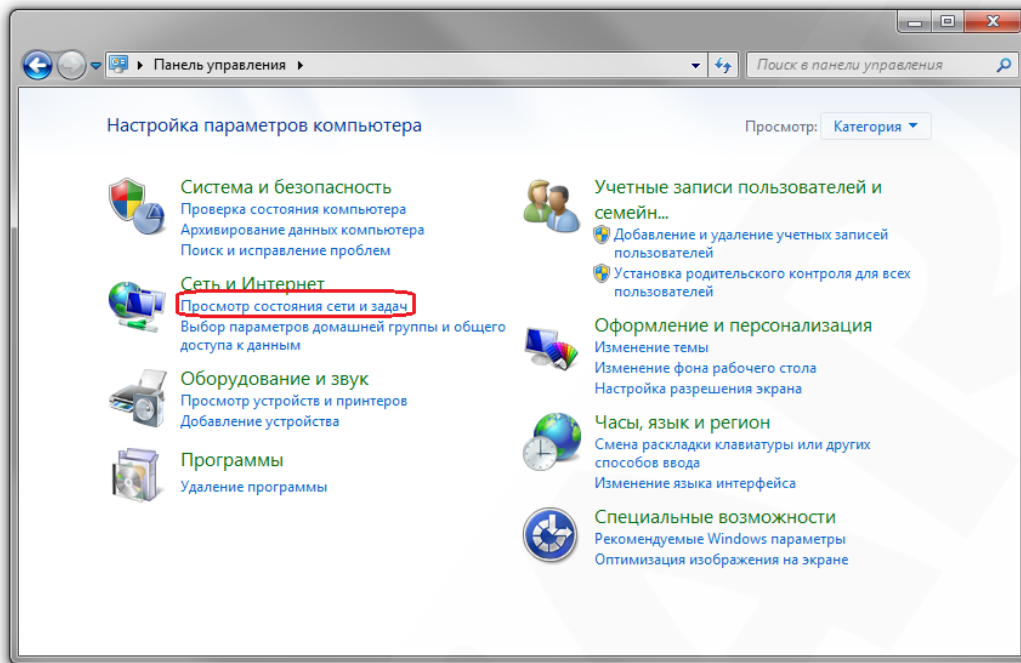 Панель управления
Поиск в панели управления
Настройка параметров компьютера
Просмотр: Категория
Система и безопасность
Проверка состояния компьютера
Архивирование данных компьютера
Поиск и исправление проблем
Сеть и Интернет
Просмотр состояния сети и задач
Выбор параметров домашней группы и общего
доступа к данным
Оборудование и звук
Просмотр устройств и принтеров
Добавление устройства
Программы
Удаление программы
Учетные записи пользователей и
семейн...
Добавление и удаление учетных записей
пользователей
Установка родительского контроля для всех
пользователей
Оформление и персонализация
Изменение темы
Изменение фона рабочего стола
Настройка разрешения экрана
Часы, язык и регион
Смена раскладки клавиатуры или других
способов ввода
Изменение языка интерфейса
Специальные возможности
Рекомендуемые Windows параметры
Оптимизация изображения на экране